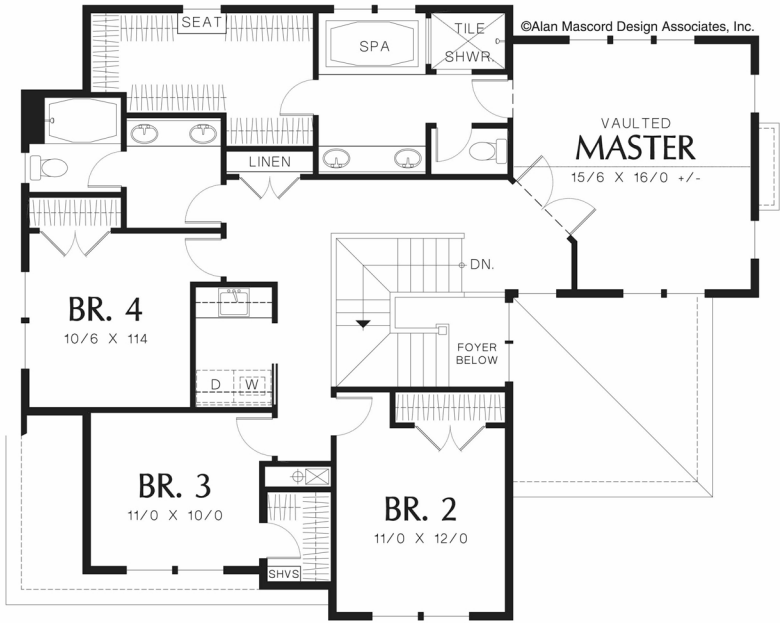 SEAT
©Alan Mascord Design Associates, Inc.
SPA
TILE
SHWR.
VAULTED
MASTER
15/6 X 16/0 +/-
LINEN
DN.
BR. 4
10/6 X 114
FOYER
BELOW
D W
BR. 3
11/0 X 10/0
BR. 2
11/0 X 12/0
SHVS